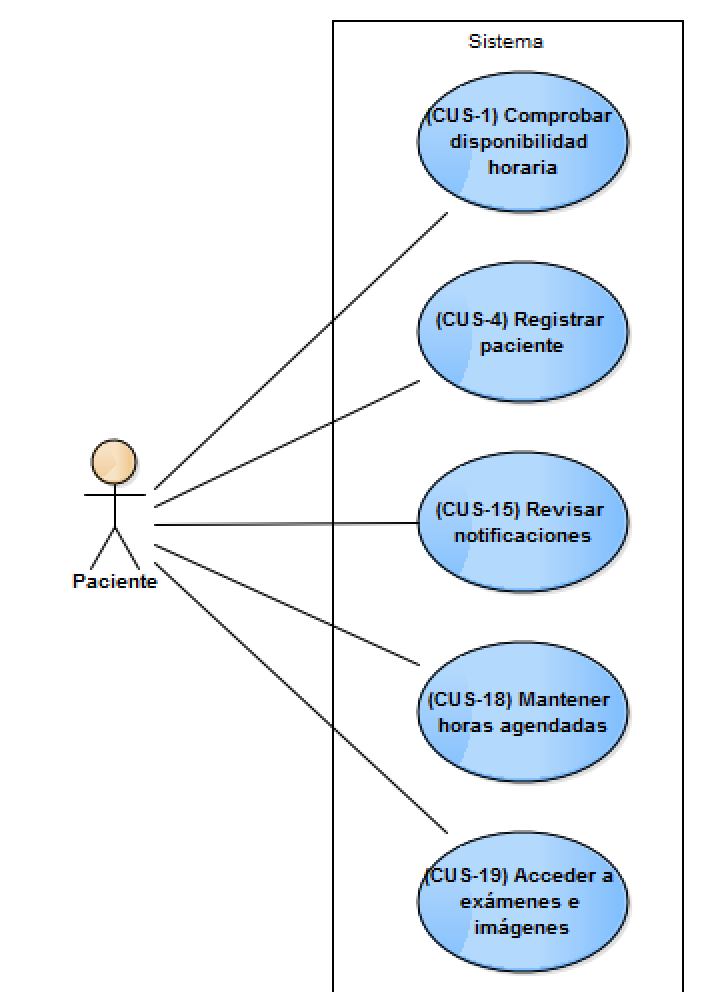 Sistema
(CUS-1) Comprobar
disponibilidad
horaria
(CUS-4) Registrar
paciente
(CUS-15) Revisar
notificaciones
Paciente
(CUS-18) Mantener
horas agendadas
(CUS-19) Acceder a
exámenes e
imágenes